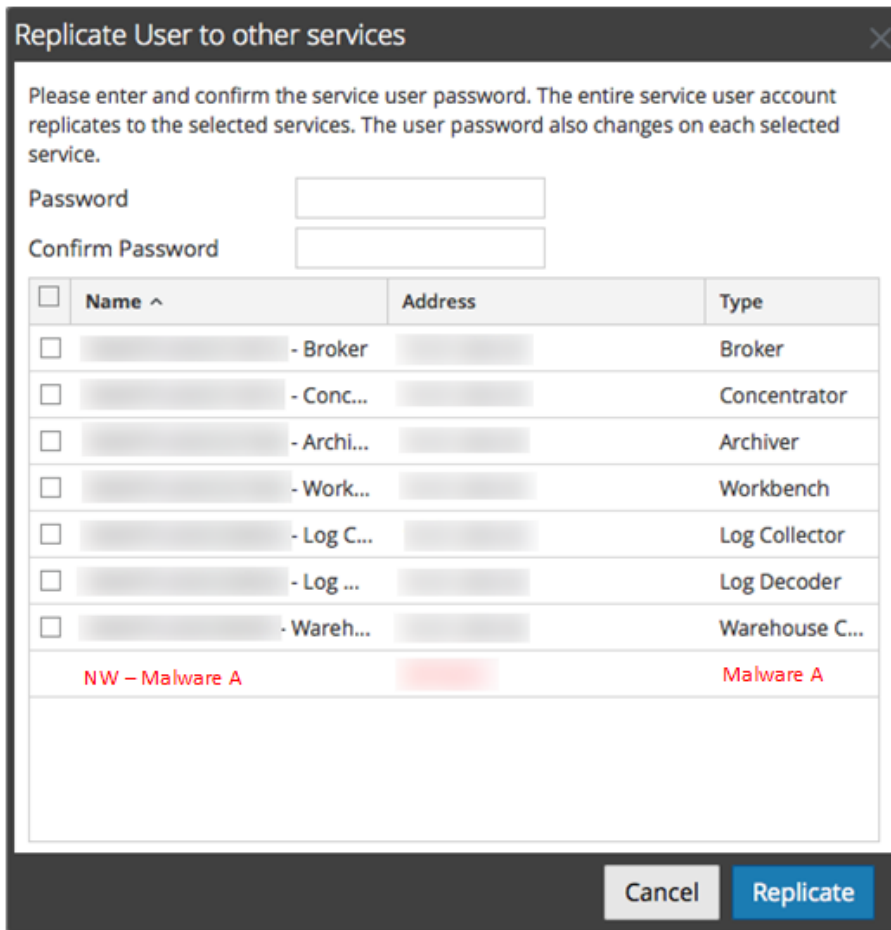 Replicate User to other services
Please enter and confirm the service user password. The entire service user account
replicates to the selected services. The user password also changes on each selected
service.
Password
Confirm Password
Name Address Type
- Broker Broker
- Conc... Concentrator
- Archi... Archiver
- Work... Workbench
- Log C... Log Collector
- Log ... Log Decoder
- Wareh... Warehouse C...
NW – Malware A Malware A
Cancel Replicate